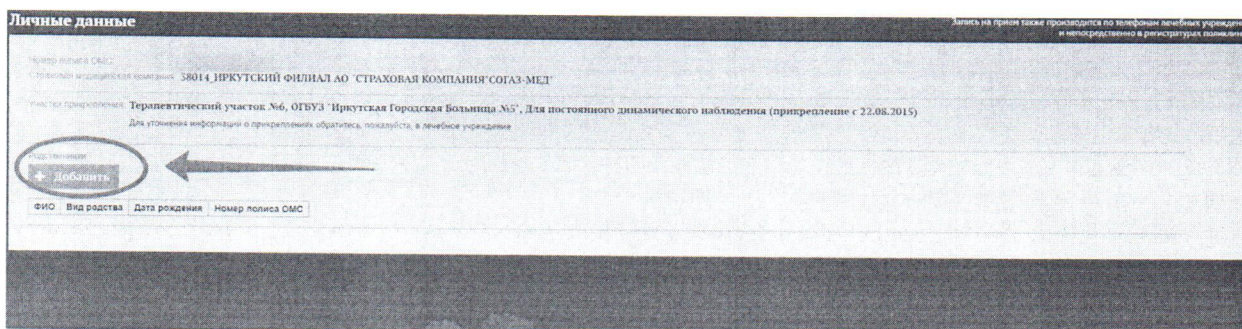 Личные данные
Запись на прием также производится по телефонам лечебных учрежден
и непосредственно в регистратурах поликлин
Номер полиса ОМС
Страховая медицинская компания 38014_ИРКУТСКИЙ ФИЛИАЛ АО "СТРАХОВАЯ КОМПАНИЯ"СОГАЗ-МЕД"
Участки прикрепления Терапевтический участок №6, ОГБУЗ "Иркутская Городская Больница №5", Для постоянного динамического наблюдения (прикрепление с 22.08.2015)
Для уточнения информации о прикреплениях обратитесь, пожалуйста, в лечебное учреждение
Родственники
+ Добавить
ФИО Вид родства Дата рождения Номер полиса ОМС